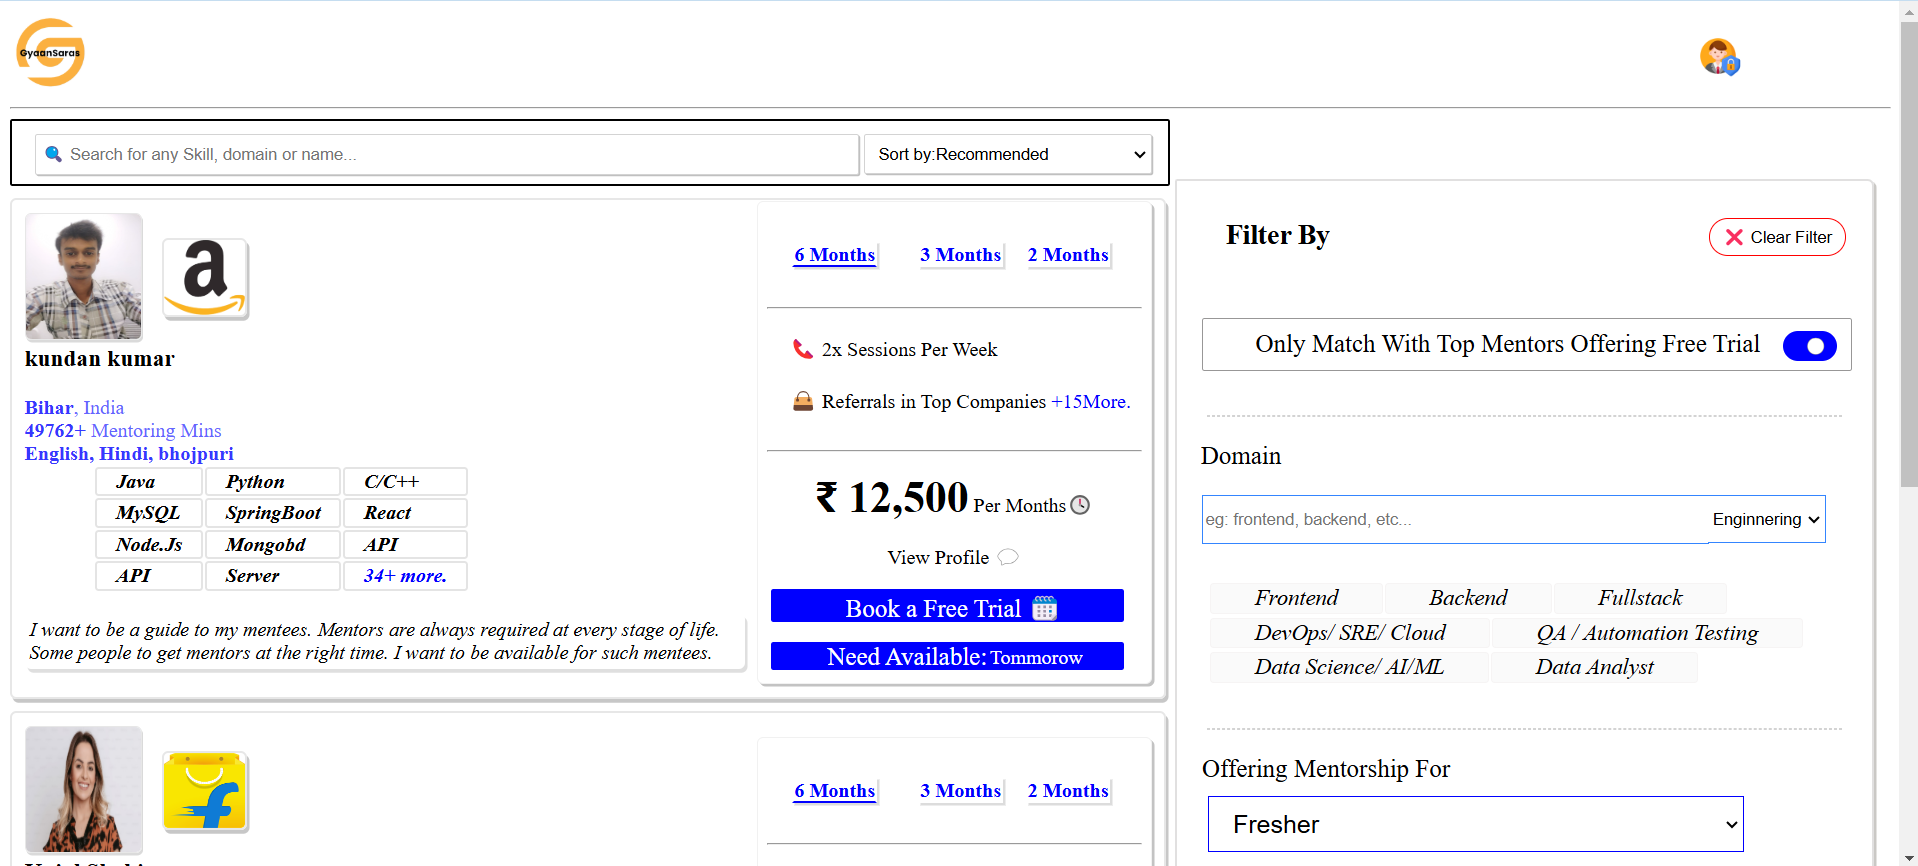 GyaanSaras
Search for any Skill, domain or name...
Sort by:Recommended
kundan kumar
Bihar, India
49762+ Mentoring Mins
English, Hindi, bhojpuri
Java Python C/C++
MySQL SpringBoot React
Node.Js Mongobd API
API Server 34+ more.
I want to be a guide to my mentees. Mentors are always required at every stage of life.
Some people to get mentors at the right time. I want to be available for such mentees.
6 Months 3 Months 2 Months
2x Sessions Per Week
Referrals in Top Companies +15More.
₹ 12,500 Per Months
View Profile
Book a Free Trial
Need Available: Tommorow
6 Months 3 Months 2 Months
Filter By
Clear Filter
Only Match With Top Mentors Offering Free Trial
Domain
eg: frontend, backend, etc...
Enginnering
Frontend Backend Fullstack
DevOps/ SRE/ Cloud QA / Automation Testing
Data Science/ AI/ML Data Analyst
Offering Mentorship For
Fresher